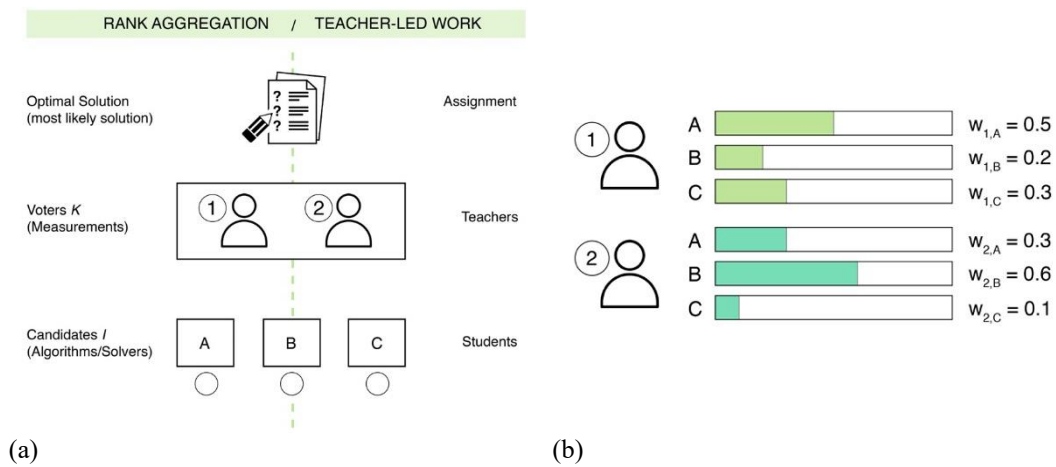 RANK AGGREGATION / TEACHER-LED WORK
Optimal Solution
(most likely solution)
? ? ?
Assignment
Voters K
(Measurements)
1 2
Teachers
Candidates I
(Algorithms/Solvers)
A B C
Students
(a)
1
A w1,A = 0.5
B w1,B = 0.2
C w1,C = 0.3
2
A w2,A = 0.3
B w2,B = 0.6
C w2,C = 0.1
(b)